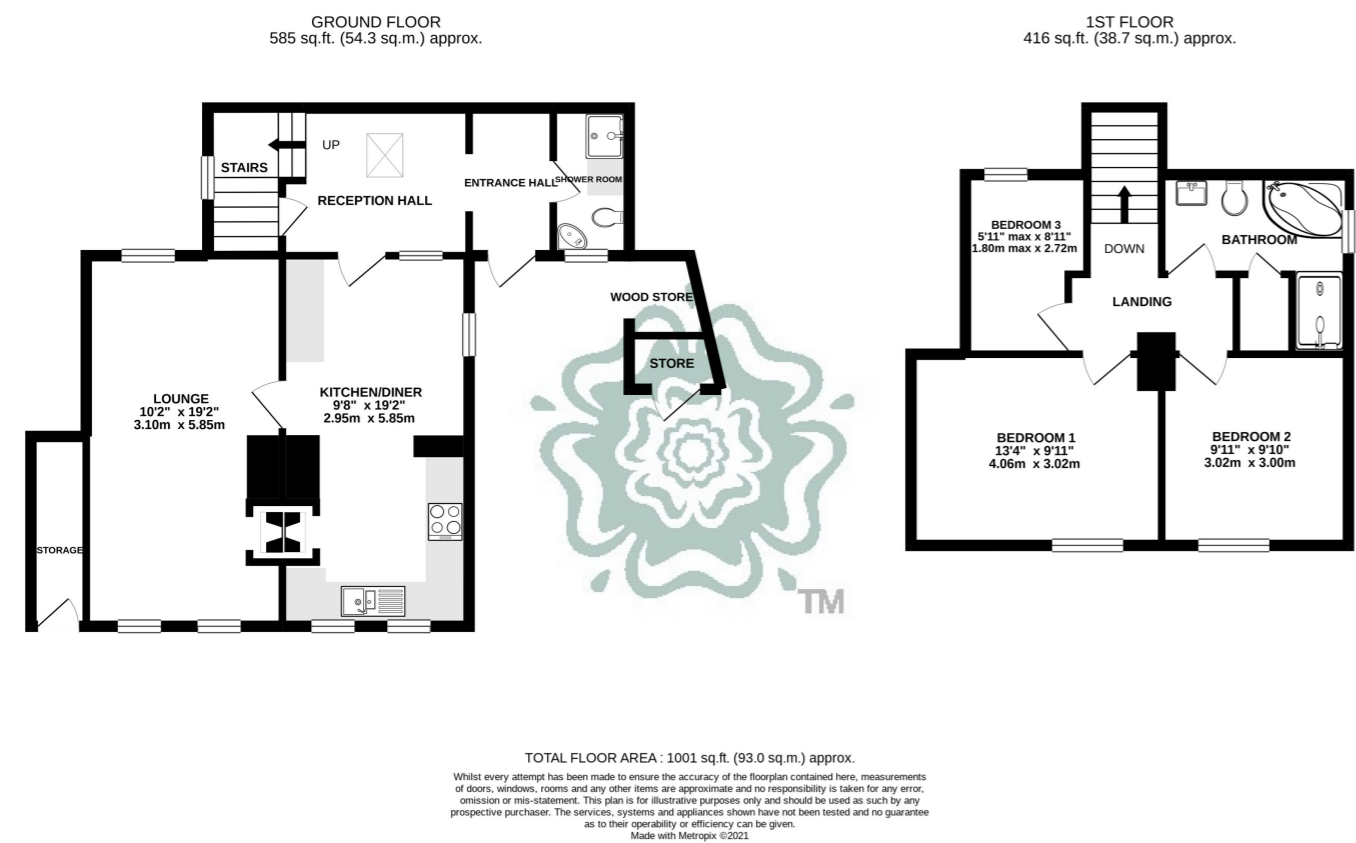 GROUND FLOOR
585 sq.ft. (54.3 sq.m.) approx.
1ST FLOOR
416 sq.ft. (38.7 sq.m.) approx.
UP
STAIRS
RECEPTION HALL
ENTRANCE HALL
SHOWER ROOM
WOOD STORE
STORE
LOUNGE
10'2" x 19'2"
3.10m x 5.85m
KITCHEN/DINER
9'8" x 19'2"
2.95m x 5.85m
STORAGE
TM
BEDROOM 3
5'11" max x 8'11"
1.80m max x 2.72m
DOWN
BATHROOM
LANDING
BEDROOM 1
13'4" x 9'11"
4.06m x 3.02m
BEDROOM 2
9'11" x 9'10"
3.02m x 3.00m
TOTAL FLOOR AREA : 1001 sq.ft. (93.0 sq.m.) approx.
Whilst every attempt has been made to ensure the accuracy of the floorplan contained here, measurements
of doors, windows, rooms and any other items are approximate and no responsibility is taken for any error,
omission or mis-statement. This plan is for illustrative purposes only and should be used as such by any
prospective purchaser. The services, systems and appliances shown have not been tested and no guarantee
as to their operability or efficiency can be given.
Made with Metropix ©2021